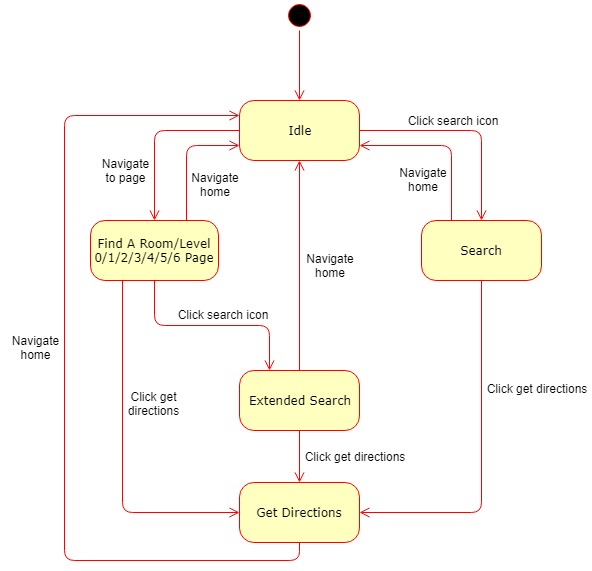 Idle
Click search icon
Navigate
to page
Navigate
home
Navigate
home
Find A Room/Level
0/1/2/3/4/5/6 Page
Search
Navigate
home
Click search icon
Navigate
home
Click get
directions
Extended Search
Click get directions
Click get directions
Get Directions